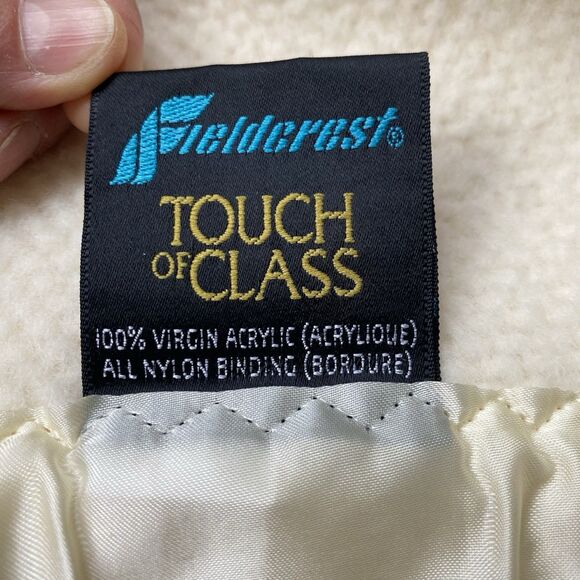 Fieldcrest®
TOUCH
OF CLASS
100% VIRGIN ACRYLIC (ACRYLIQUE)
ALL NYLON BINDING (BORDURE)